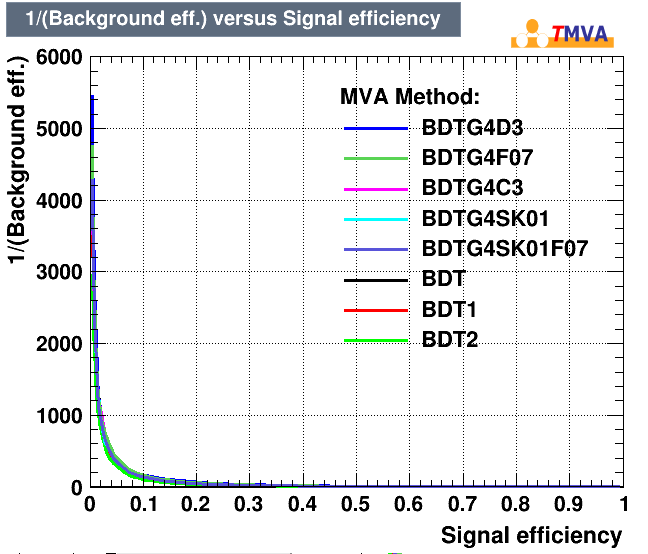 1/(Background eff.) versus Signal efficiency
TMVA
1/(Background eff.)
6000
5000
4000
3000
2000
1000
0
MVA Method:
BDTG4D3
BDTG4F07
BDTG4C3
BDTG4SK01
BDTG4SK01F07
BDT
BDT1
BDT2
0 0.1 0.2 0.3 0.4 0.5 0.6 0.7 0.8 0.9 1
Signal efficiency